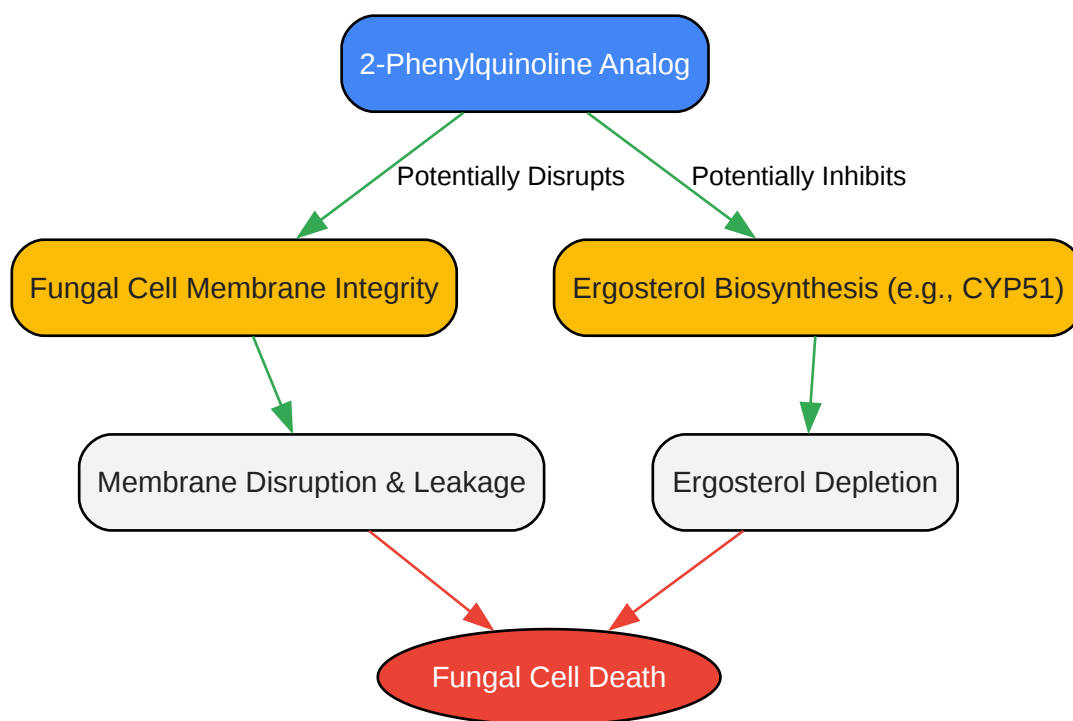 2-Phenylquinoline Analog
Potentially Disrupts
Potentially Inhibits
Fungal Cell Membrane Integrity
Ergosterol Biosynthesis (e.g., CYP51)
Membrane Disruption & Leakage
Ergosterol Depletion
Fungal Cell Death